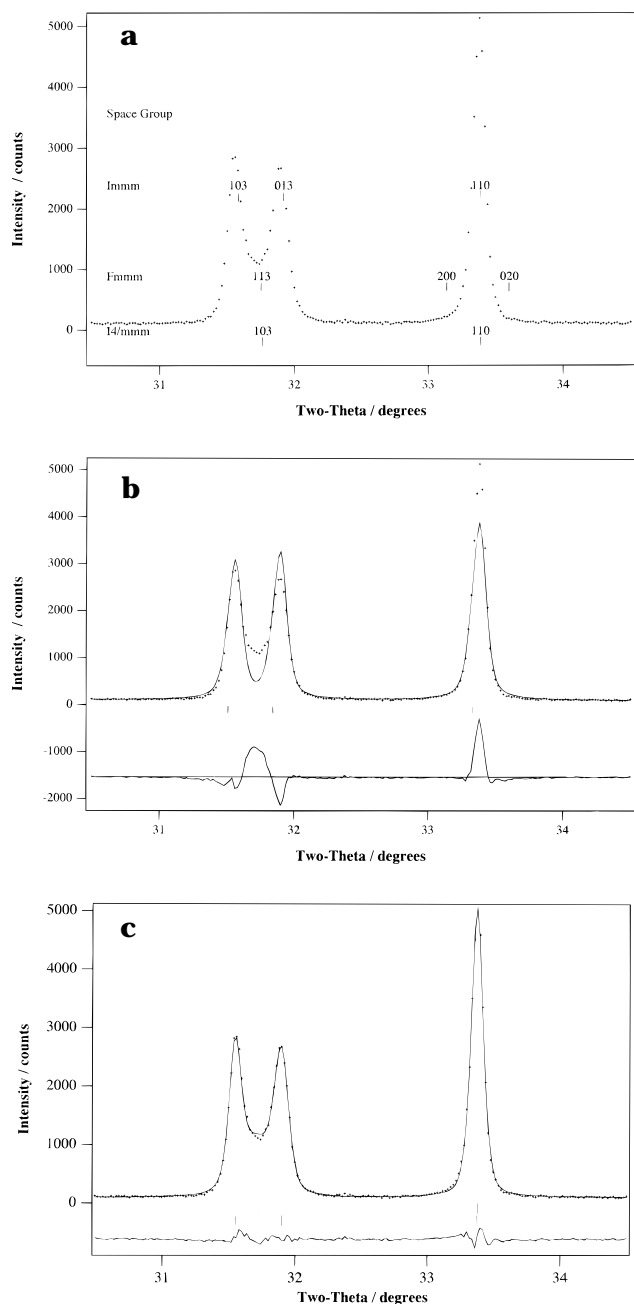 a
5000
4000
Space Group
3000
Immm 103 013 110
2000
1000
Fmmm 113 200 020
0
I4/mmm 103 110
31 32 33 34
Intensity / counts
Two-Theta / degrees
b
5000
4000
3000
2000
1000
0
-1000
-2000
31 32 33 34
Intensity / counts
Two-Theta / degrees
c
5000
4000
3000
2000
1000
0
31 32 33 34
Intensity / counts
Two-Theta / degrees